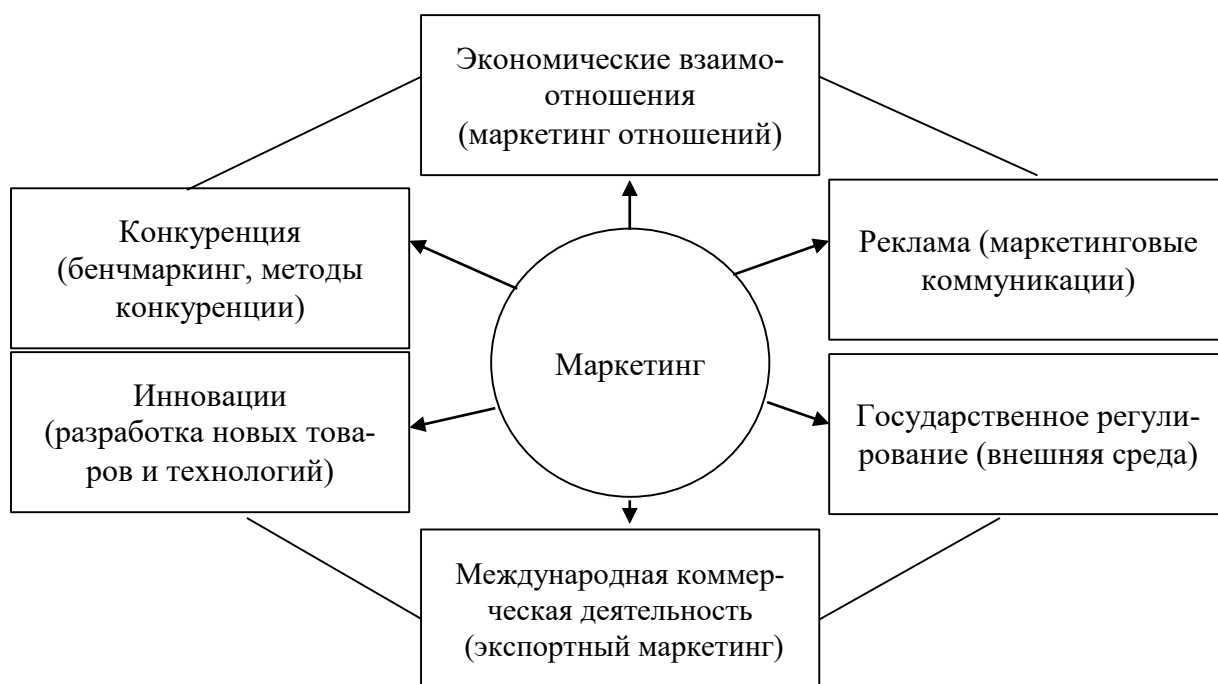 Экономические взаимо-
отношения
(маркетинг отношений)
Конкуренция
(бенчмаркинг, методы
конкуренции)
Реклама (маркетинговые
коммуникации)
Маркетинг
Инновации
(разработка новых това-
ров и технологий)
Государственное регули-
рование (внешняя среда)
Международная коммер-
ческая деятельность
(экспортный маркетинг)